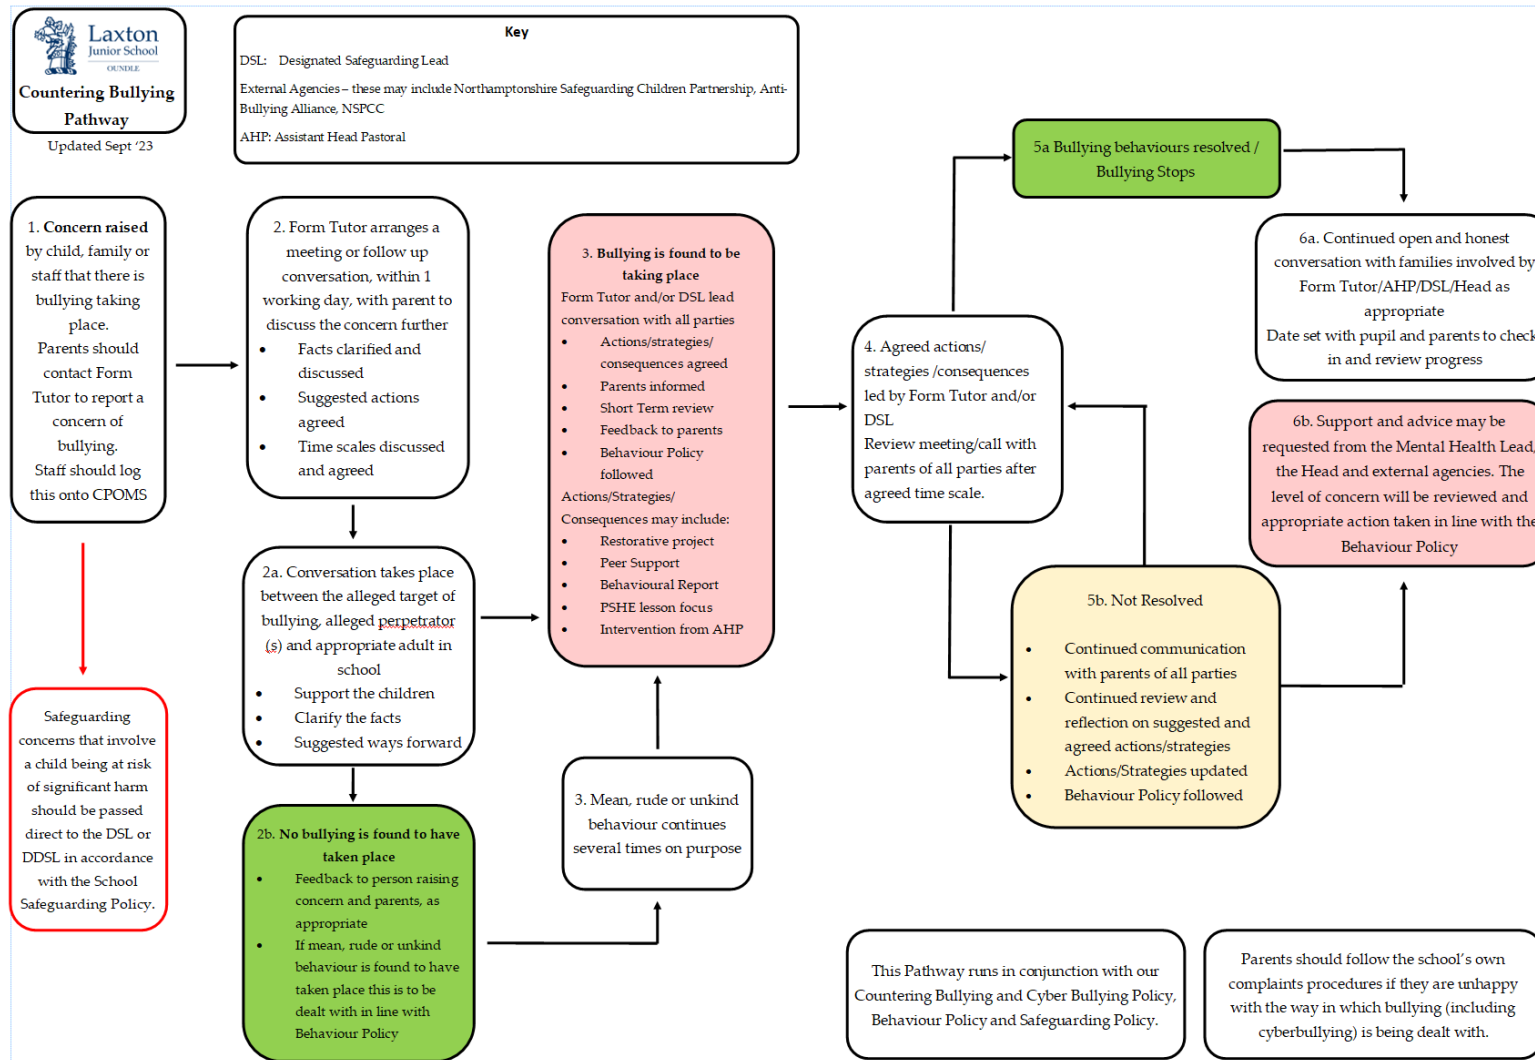 Laxton
Junior School
OUNDLE
Countering Bullying
Pathway
Updated Sept ‘23
Key
DSL: Designated Safeguarding Lead
External Agencies – these may include Northamptonshire Safeguarding Children Partnership, Anti-
Bullying Alliance, NSPCC
AHP: Assistant Head Pastoral
1. Concern raised
by child, family or
staff that there is
bullying taking
place.
Parents should
contact Form
Tutor to report a
concern of
bullying.
Staff should log
this onto CPOMS
Safeguarding
concerns that involve
a child being at risk
of significant harm
should be passed
direct to the DSL or
DDSL in accordance
with the School
Safeguarding Policy.
2. Form Tutor arranges a
meeting or follow up
conversation, within 1
working day, with parent to
discuss the concern further
• Facts clarified and
discussed
• Suggested actions
agreed
• Time scales discussed
and agreed
2a. Conversation takes place
between the alleged target of
bullying, alleged perpetrator
(s) and appropriate adult in
school
• Support the children
• Clarify the facts
• Suggested ways forward
2b. No bullying is found to have
taken place
• Feedback to person raising
concern and parents, as
appropriate
• If mean, rude or unkind
behaviour is found to have
taken place this is to be
dealt with in line with
Behaviour Policy
3. Bullying is found to be
taking place
Form Tutor and/or DSL lead
conversation with all parties
• Actions/strategies/
consequences agreed
• Parents informed
• Short Term review
• Feedback to parents
• Behaviour Policy
followed
Actions/Strategies/
Consequences may include:
• Restorative project
• Peer Support
• Behavioural Report
• PSHE lesson focus
• Intervention from AHP
3. Mean, rude or unkind
behaviour continues
several times on purpose
4. Agreed actions/
strategies /consequences
led by Form Tutor and/or
DSL
Review meeting/call with
parents of all parties after
agreed time scale.
5a Bullying behaviours resolved /
Bullying Stops
5b. Not Resolved
• Continued communication
with parents of all parties
• Continued review and
reflection on suggested and
agreed actions/strategies
• Actions/Strategies updated
• Behaviour Policy followed
6a. Continued open and honest
conversation with families involved by
Form Tutor/AHP/DSL/Head as
appropriate
Date set with pupil and parents to check
in and review progress
6b. Support and advice may be
requested from the Mental Health Lead,
the Head and external agencies. The
level of concern will be reviewed and
appropriate action taken in line with the
Behaviour Policy
This Pathway runs in conjunction with our
Countering Bullying and Cyber Bullying Policy,
Behaviour Policy and Safeguarding Policy.
Parents should follow the school’s own
complaints procedures if they are unhappy
with the way in which bullying (including
cyberbullying) is being dealt with.